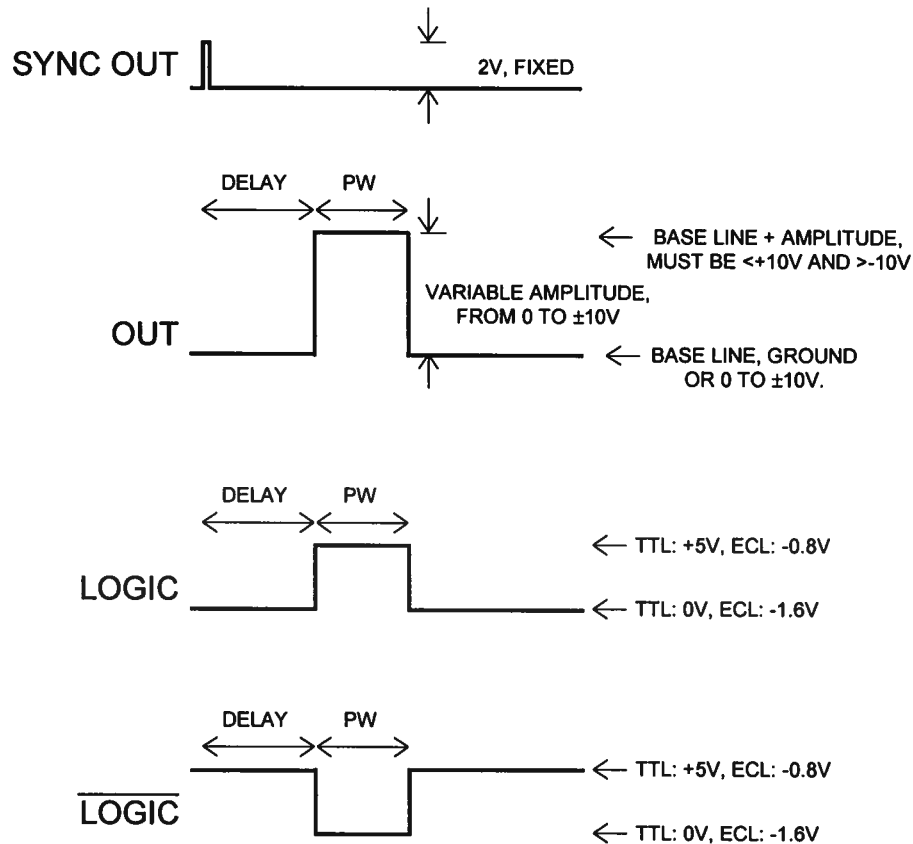 SYNC OUT
2V, FIXED
DELAY
PW
BASE LINE + AMPLITUDE,
MUST BE <+10V AND >-10V
VARIABLE AMPLITUDE,
FROM 0 TO ±10V
OUT
BASE LINE, GROUND
OR 0 TO ±10V.
DELAY
PW
TTL: +5V, ECL: -0.8V
LOGIC
TTL: 0V, ECL: -1.6V
DELAY
PW
TTL: +5V, ECL: -0.8V
LOGIC
TTL: 0V, ECL: -1.6V